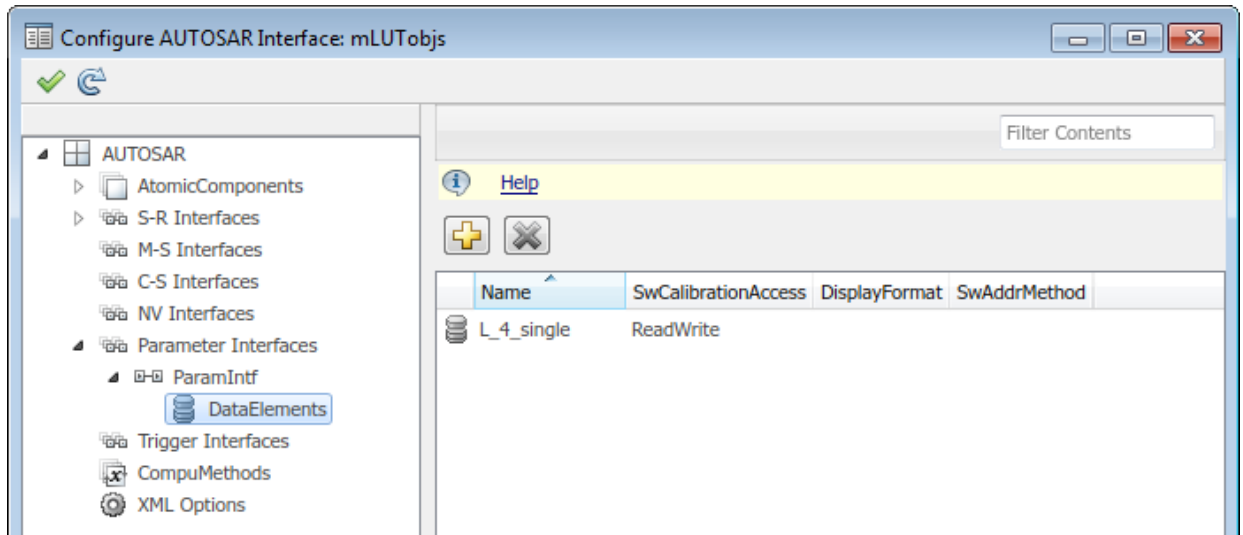 Configure AUTOSAR Interface: mLUTobjs
Filter Contents
AUTOSAR
AtomicComponents
S-R Interfaces
M-S Interfaces
C-S Interfaces
NV Interfaces
Parameter Interfaces
ParamIntf
DataElements
Trigger Interfaces
CompuMethods
XML Options
Help
Name SwCalibrationAccess DisplayFormat SwAddrMethod
L_4_single ReadWrite